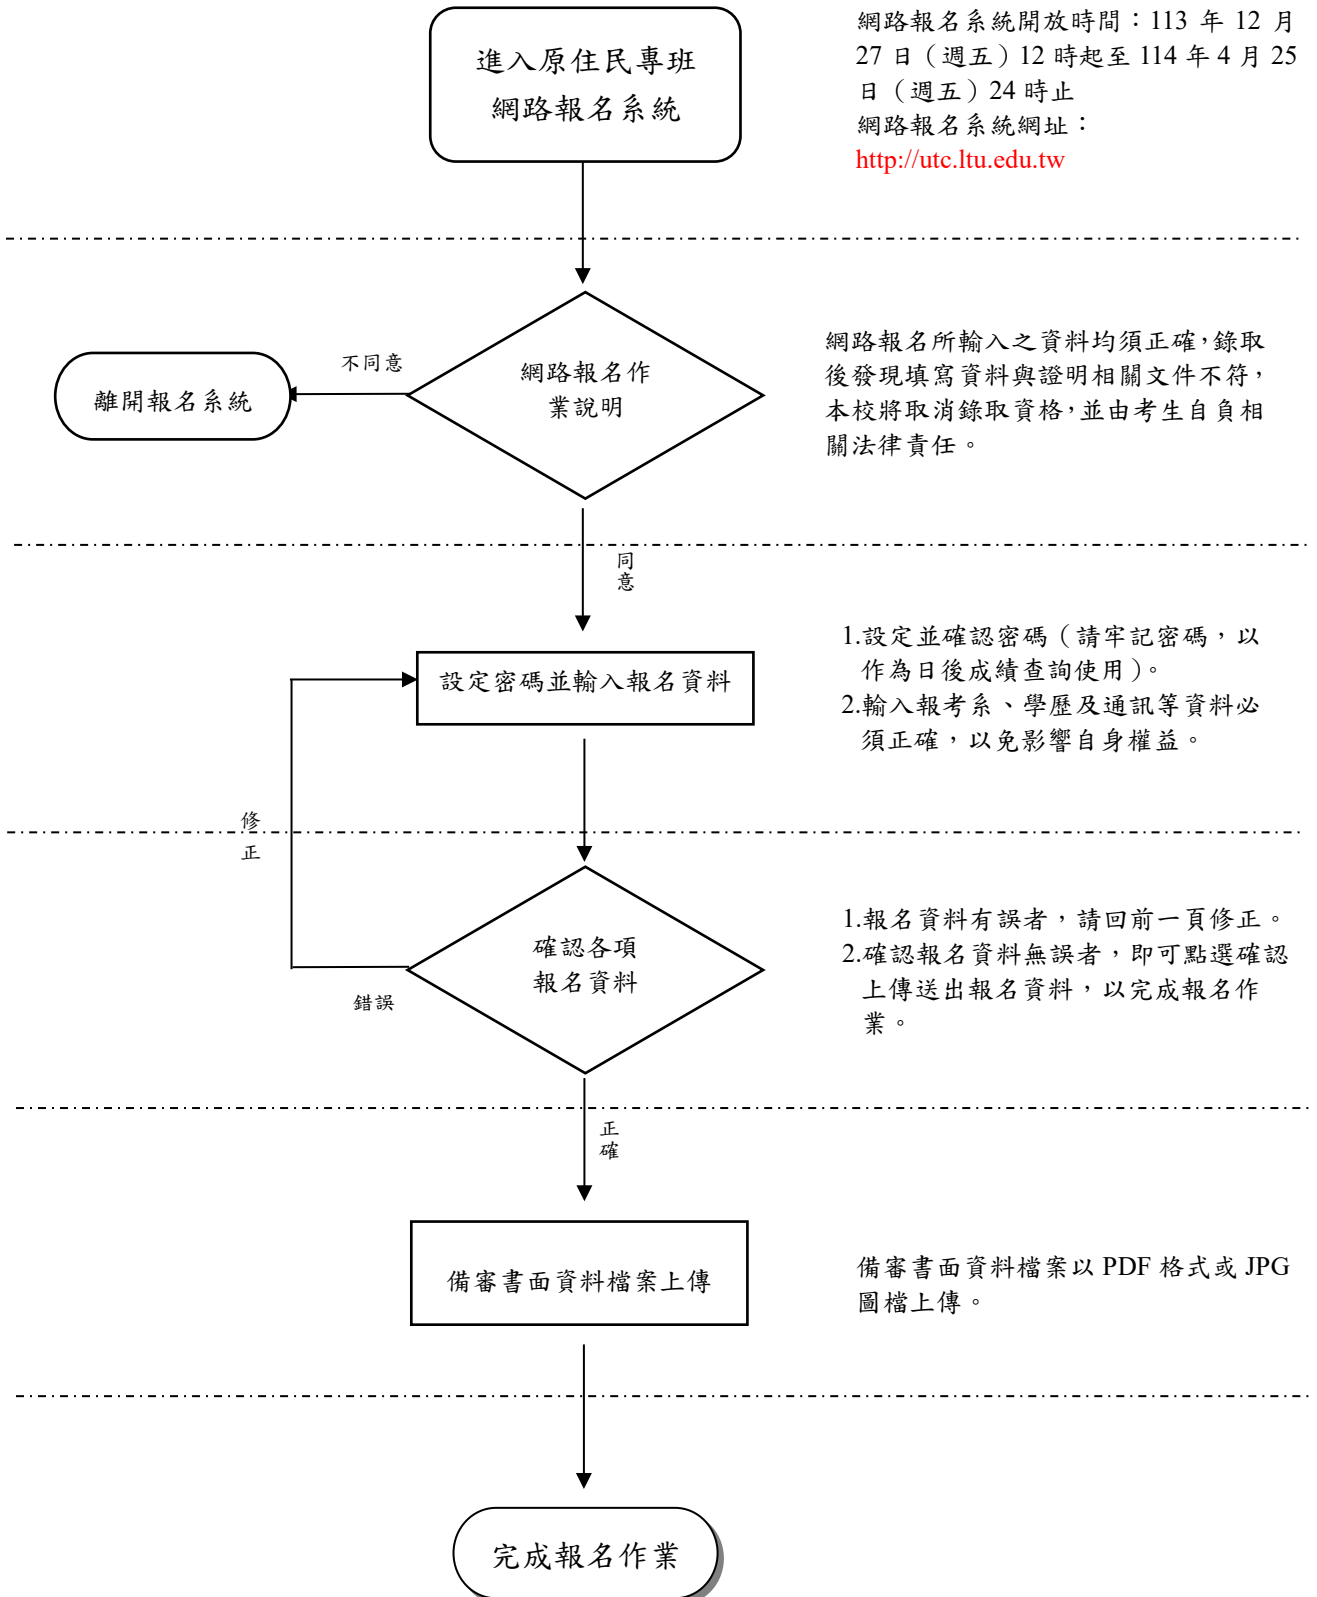 進入原住民專班
網路報名系統
網路報名系統開放時間：113 年 12 月
27 日（週五）12 時起至 114 年 4 月 25
日（週五）24 時止
網路報名系統網址：
http://utc.ltu.edu.tw
不同意
離開報名系統
網路報名作
業說明
網路報名所輸入之資料均須正確，錄取
後發現填寫資料與證明相關文件不符，
本校將取消錄取資格，並由考生自負相
關法律責任。
同
意
設定密碼並輸入報名資料
1.設定並確認密碼（請牢記密碼，以
作為日後成績查詢使用）。
2.輸入報考系、學歷及通訊等資料必
須正確，以免影響自身權益。
修
正
確認各項
報名資料
錯誤
1.報名資料有誤者，請回前一頁修正。
2.確認報名資料無誤者，即可點選確認
上傳送出報名資料，以完成報名作
業。
正
確
備審書面資料檔案上傳
備審書面資料檔案以 PDF 格式或 JPG
圖檔上傳。
完成報名作業